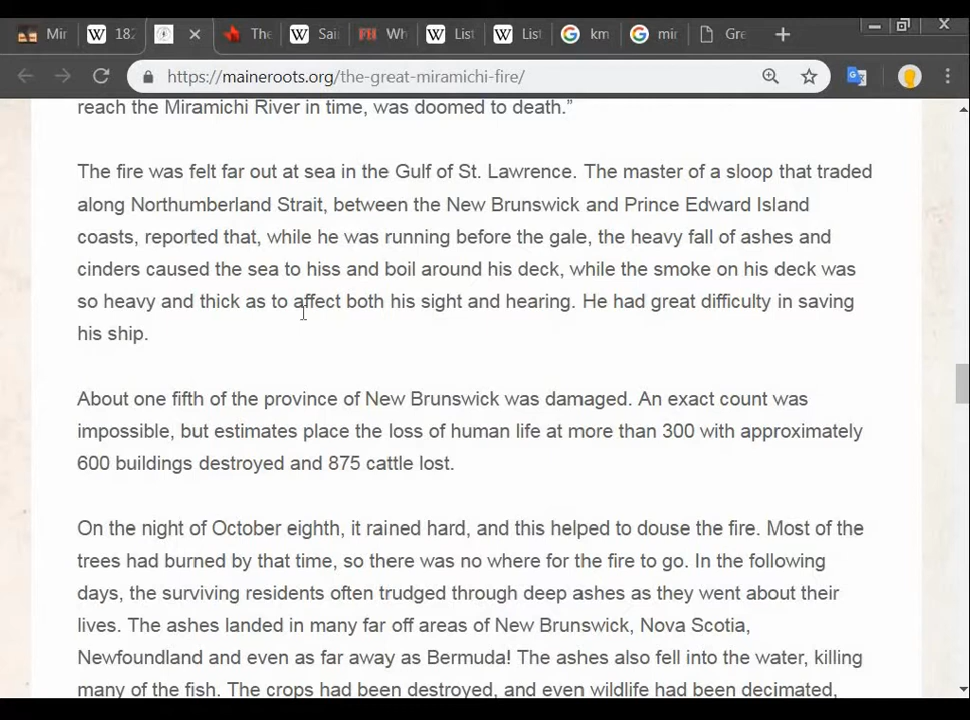 Mir
182
The
Sai
Wh
List
List
km
mir
Gre
https://maineroots.org/the-great-miramichi-fire/
reach the Miramichi River in time, was doomed to death.”
The fire was felt far out at sea in the Gulf of St. Lawrence. The master of a sloop that traded
along Northumberland Strait, between the New Brunswick and Prince Edward Island
coasts, reported that, while he was running before the gale, the heavy fall of ashes and
cinders caused the sea to hiss and boil around his deck, while the smoke on his deck was
so heavy and thick as to affect both his sight and hearing. He had great difficulty in saving
his ship.
About one fifth of the province of New Brunswick was damaged. An exact count was
impossible, but estimates place the loss of human life at more than 300 with approximately
600 buildings destroyed and 875 cattle lost.
On the night of October eighth, it rained hard, and this helped to douse the fire. Most of the
trees had burned by that time, so there was no where for the fire to go. In the following
days, the surviving residents often trudged through deep ashes as they went about their
lives. The ashes landed in many far off areas of New Brunswick, Nova Scotia,
Newfoundland and even as far away as Bermuda! The ashes also fell into the water, killing
many of the fish. The crops had been destroyed, and even wildlife had been decimated,